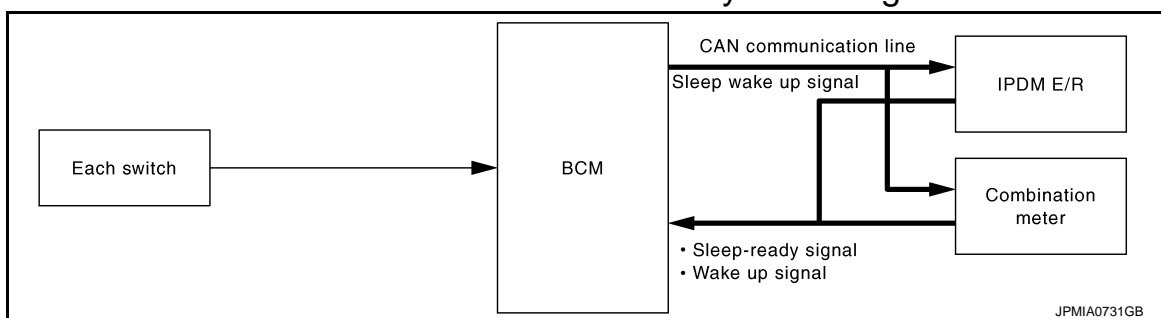 CAN communication line
Sleep wake up signal
IPDM E/R
Each switch
BCM
Combination
meter
• Sleep-ready signal
• Wake up signal
JPMIA0731GB